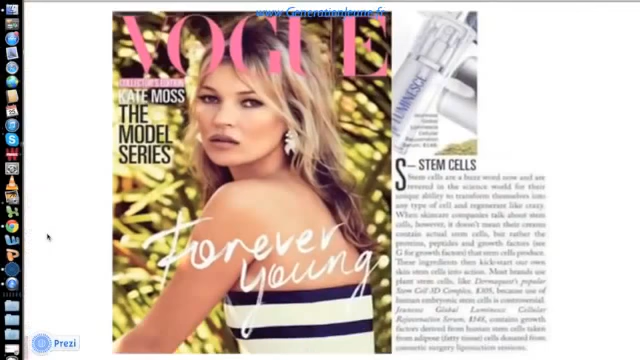 www.Generationjeune.fr
VOGUE
KATE MOSS
THE
MODEL
SERIES
Forever
young
LUMINESCE
S – STEM CELLS
Stem cells are a buzz word now and are
revered in the science world for their
unique ability to transform themselves into
any type of cell and regenerate like crazy.
When skincare companies talk about stem
cells, however, it doesn't mean their creams
contain actual stem cells, but rather the
proteins, peptides and growth factors (see
G for growth factors) that stem cells produce.
These ingredients then kick-start our own
skin stem cells into action. Most brands use
plant stem cells, like Dermaquest's popular
Stem Cell 3D Complex, $305, because use of
human embryonic stem cells is controversial.
Jeunesse Global Luminesce Cellular
Rejuvenation Serum, $148, contains growth
factors derived from human stem cells taken
from adipose (fatty tissue) cells donated from
cosmetic surgery liposuction sessions.
Prezi